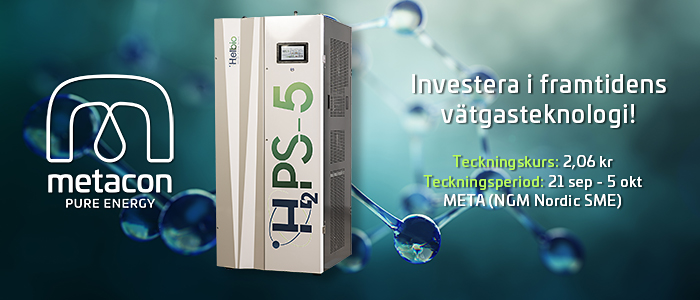 metacon
PURE ENERGY
Helbio
H2PS-5
Investera i framtidens
vätgasteknologi!
Teckningskurs: 2,06 kr
Teckningsperiod: 21 sep - 5 okt
META (NGM Nordic SME)